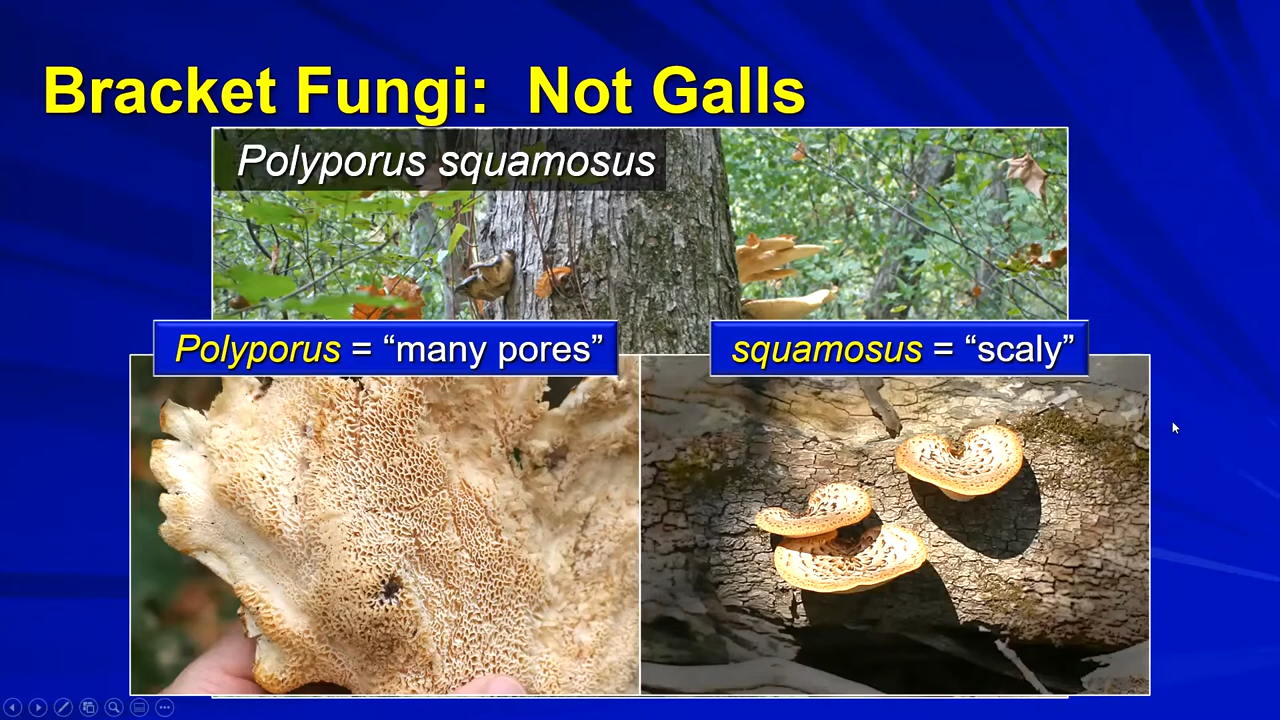 Bracket Fungi: Not Galls
Polyporus squamosus
Polyporus = “many pores”
squamosus = “scaly”